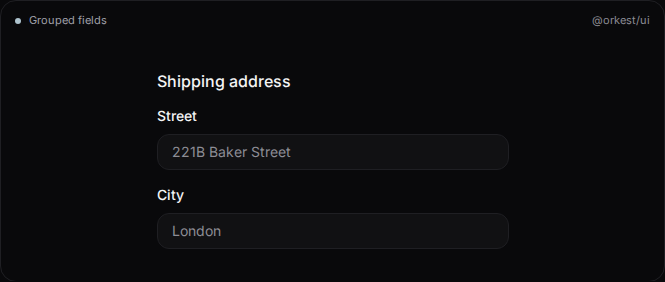 Grouped fields
@orkest/ui
Shipping address
Street
221B Baker Street
City
London